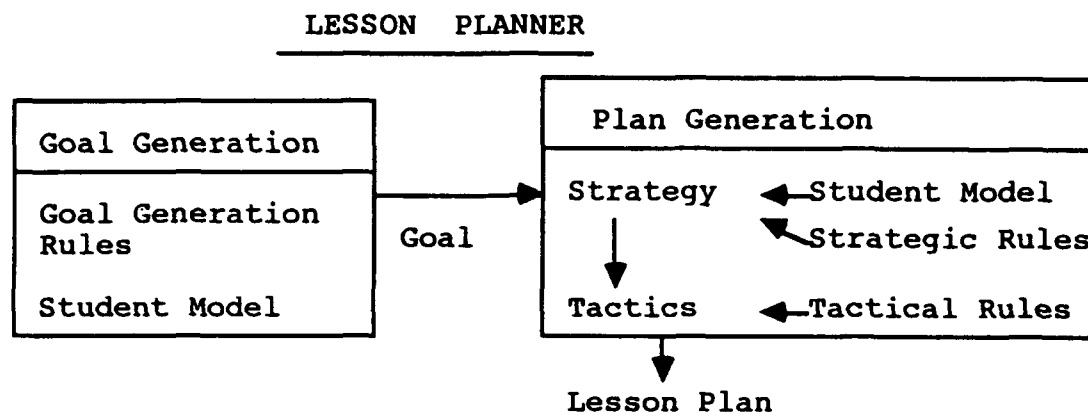 LESSON PLANNER
Goal Generation
Goal Generation
Rules
Student Model
Goal
Plan Generation
Strategy
Student Model
Strategic Rules
Tactics
Tactical Rules
Lesson Plan